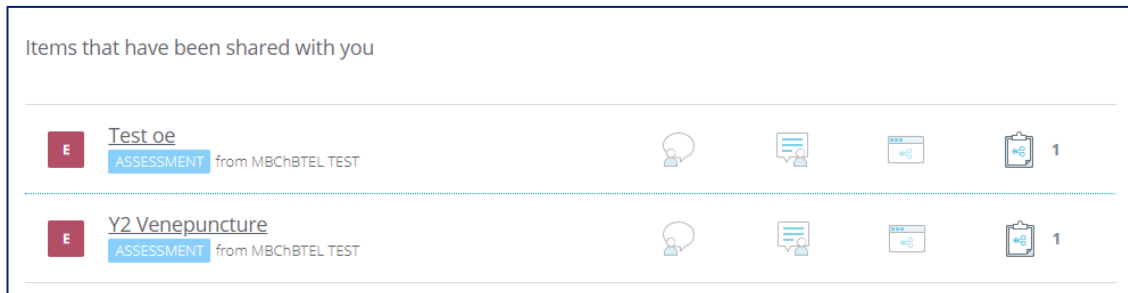 Items that have been shared with you
E Test oe
ASSESSMENT from MBChBTEL TEST 1
E Y2 Venepuncture
ASSESSMENT from MBChBTEL TEST 1